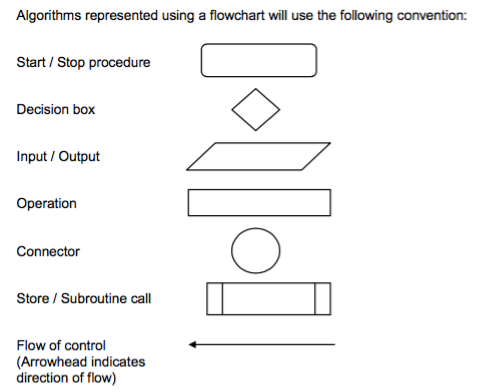 Algorithms represented using a flowchart will use the following convention:
Start / Stop procedure
Decision box
Input / Output
Operation
Connector
Store / Subroutine call
Flow of control
(Arrowhead indicates
direction of flow)